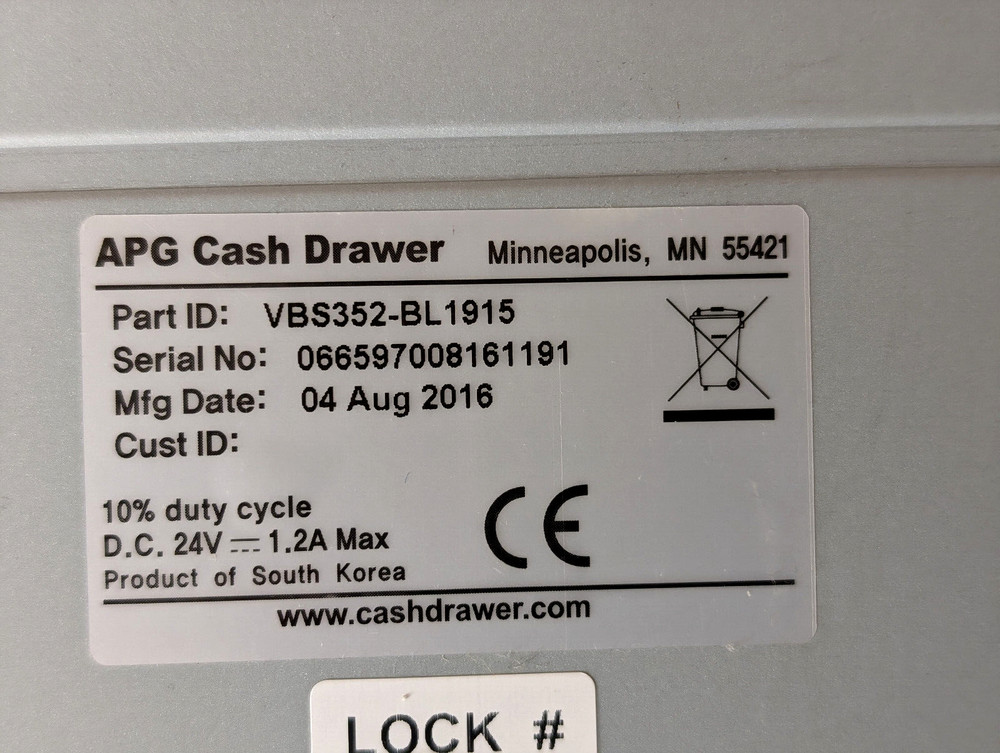 APG Cash Drawer Minneapolis, MN 55421
Part ID: VBS352-BL1915
Serial No: 066597008161191
Mfg Date: 04 Aug 2016
Cust ID:
10% duty cycle
D.C. 24V ⎓ 1.2A Max
Product of South Korea
CE
www.cashdrawer.com
LOCK #